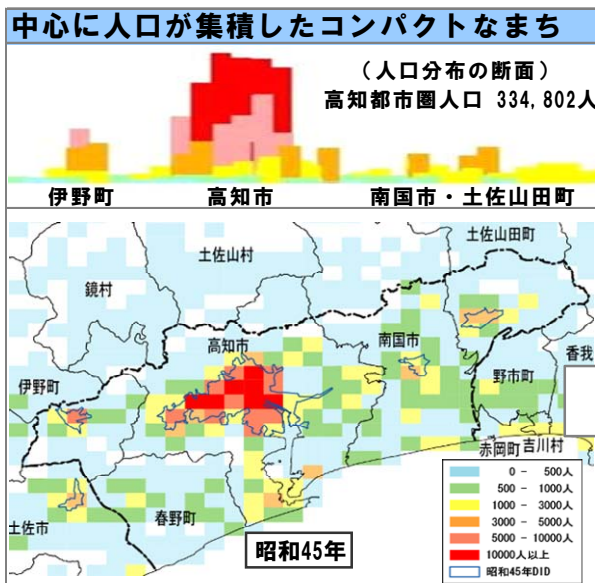 中心に人口が集積したコンパクトなまち
（人口分布の断面）
高知都市圏人口 334,802人
伊野町 高知市 南国市・土佐山田町
土佐山田町
土佐山村
鏡村
高知市
南国市
香我
伊野町
野市町
赤岡町
吉川村
土佐市
春野町
昭和45年
0 － 500人
500 － 1000人
1000 － 3000人
3000 － 5000人
5000 － 10000人
10000人以上
昭和45年DID